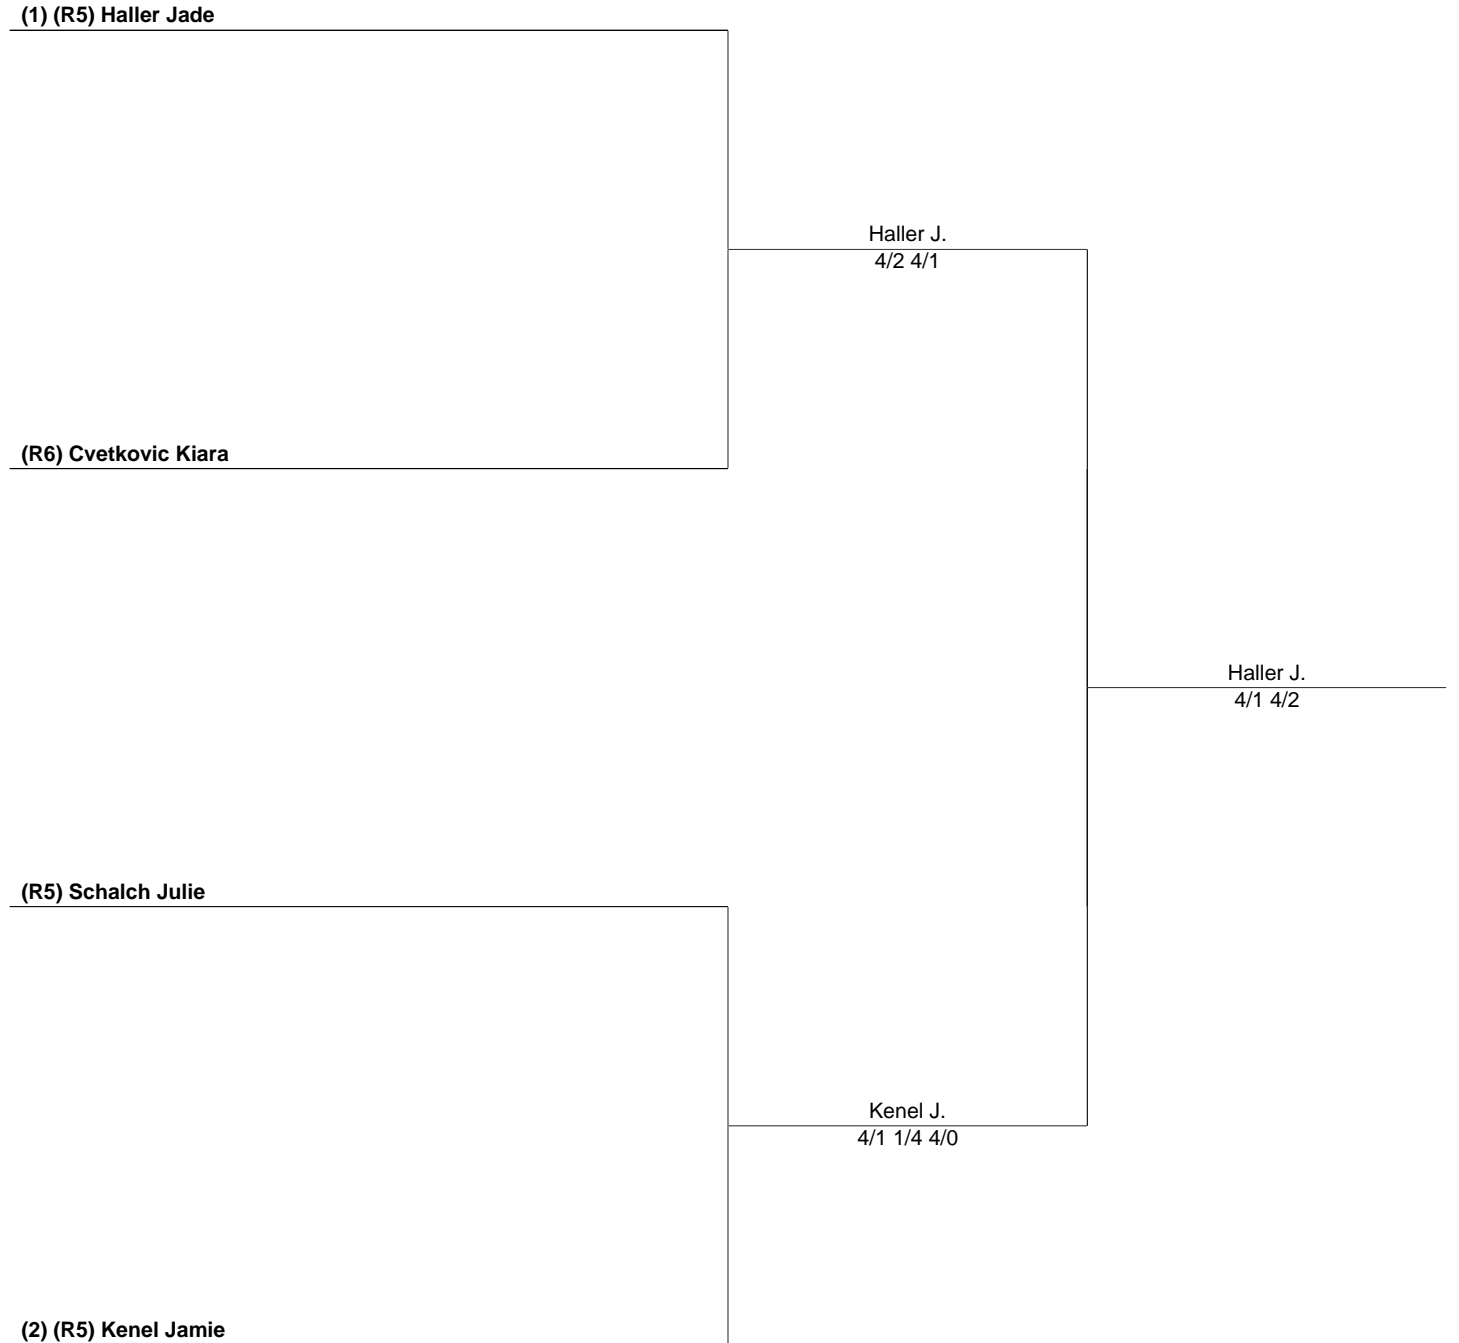 (1) (R5) Haller Jade
Haller J.
4/2 4/1
(R6) Cvetkovic Kiara
Haller J.
4/1 4/2
(R5) Schalch Julie
Kenel J.
4/1 1/4 4/0
(2) (R5) Kenel Jamie